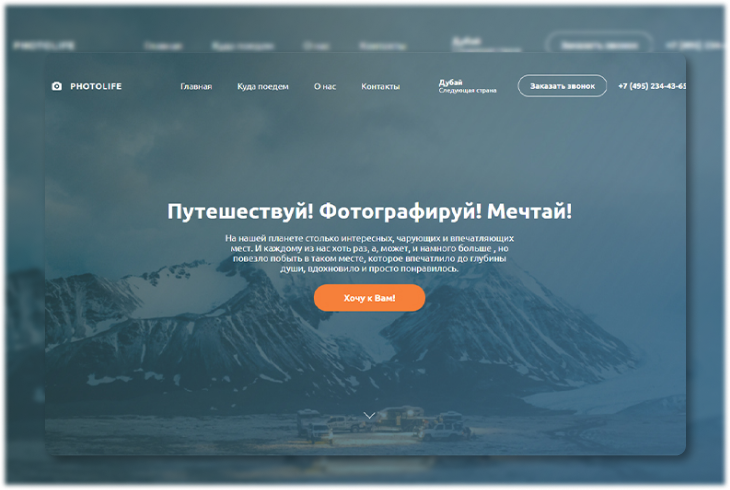 PHOTOLIFE
Главная
Куда поедем
О нас
Контакты
Дубай
Следующая страна
Заказать звонок
+7 (495) 234-43-65
Путешествуй! Фотографируй! Мечтай!
На нашей планете столько интересных, чарующих и впечатляющих
мест. И каждому из нас хоть раз, а, может, и намного больше , но
повезло побыть в таком месте, которое впечатлило до глубины
души, вдохновило и просто понравилось.
Хочу к Вам!